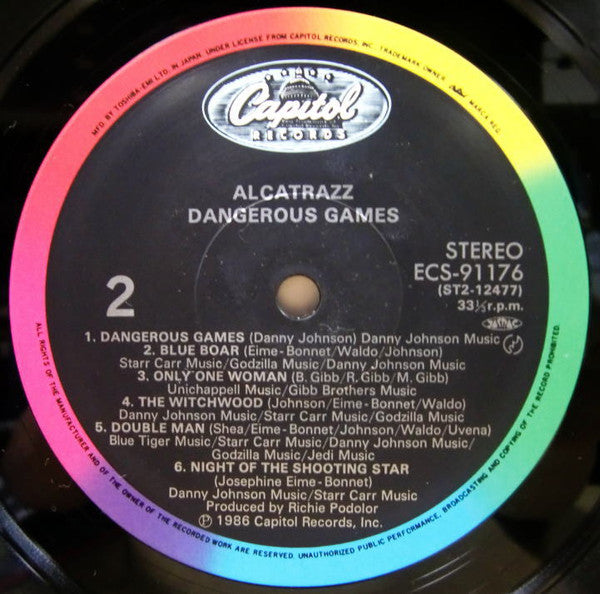 MFD. BY TOSHIBA-EMI LTD. IN JAPAN. UNDER LICENSE FROM CAPITOL RECORDS, INC. TRADEMARK OWNER. MARCA REG.
Capitol
RECORDS
ALCATRAZZ
DANGEROUS GAMES
STEREO
ECS-91176
(ST2-12477)
33⅓ r.p.m.
JASRAC
2
1. DANGEROUS GAMES (Danny Johnson) Danny Johnson Music
2. BLUE BOAR (Eime-Bonnet/Waldo/Johnson)
Starr Carr Music/Godzilla Music/Danny Johnson Music
3. ONLY ONE WOMAN (B. Gibb/R. Gibb/M. Gibb)
Unichappell Music/Gibb Brothers Music
4. THE WITCHWOOD (Johnson/Eime-Bonnet/Waldo)
Danny Johnson Music/Starr Carr Music/Godzilla Music
5. DOUBLE MAN (Shea/Eime-Bonnet/Johnson/Waldo/Uvena)
Blue Tiger Music/Starr Carr Music/Danny Johnson Music/
Godzilla Music/Jedi Music
6. NIGHT OF THE SHOOTING STAR
(Josephine Eime-Bonnet)
Danny Johnson Music/Starr Carr Music
Produced by Richie Podolor
Ⓟ 1986 Capitol Records, Inc.
ALL RIGHTS OF THE MANUFACTURER AND OF THE OWNER OF THE RECORDED WORK ARE RESERVED. UNAUTHORIZED PUBLIC PERFORMANCE, BROADCASTING AND COPYING OF THE RECORD PROHIBITED.